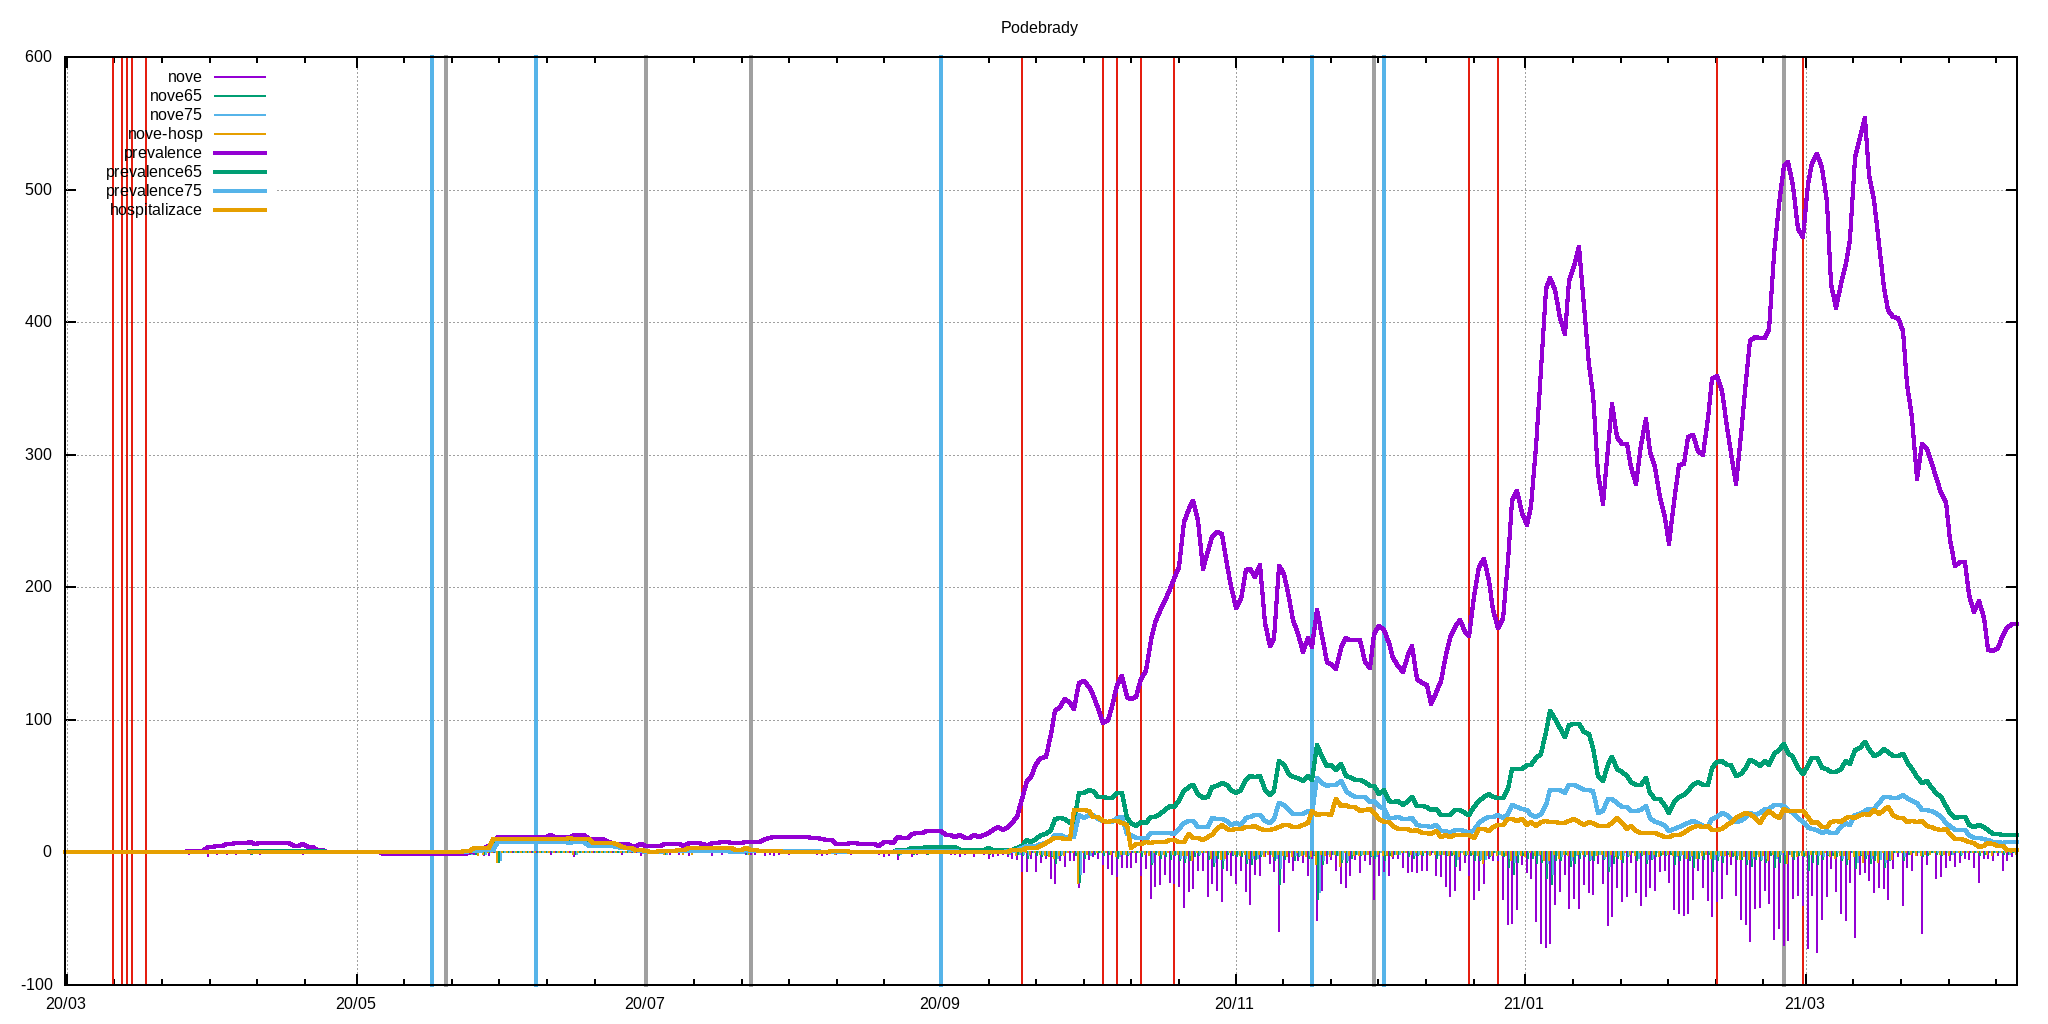 Podebrady
600
500
400
300
200
100
0
-100
nove
nove65
nove75
nove-hosp
prevalence
prevalence65
prevalence75
hospitalizace
20/03 20/05 20/07 20/09 20/11 21/01 21/03